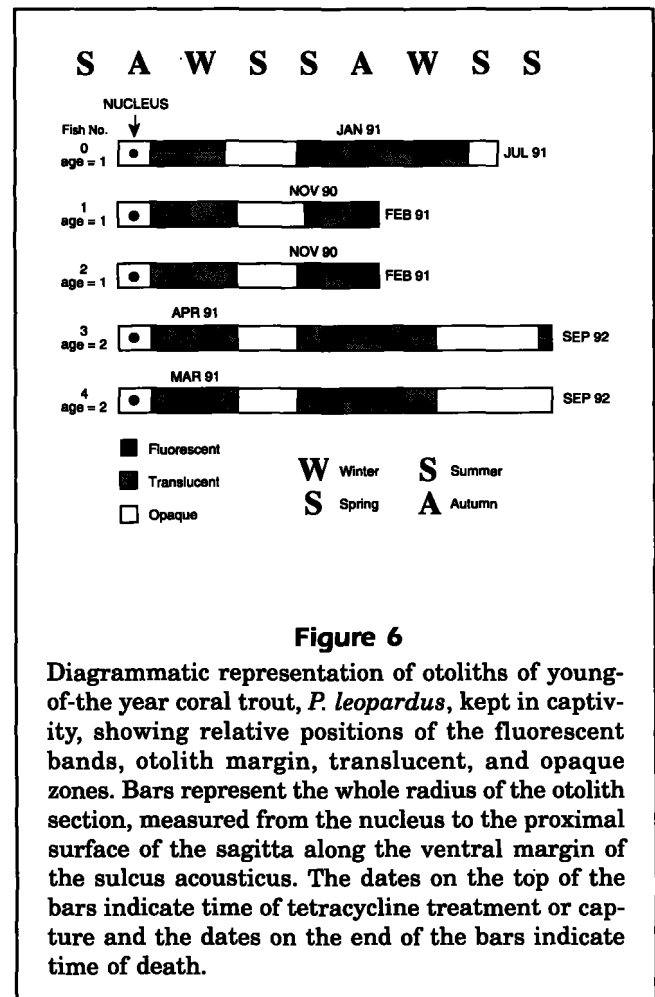 S A W S S A W S S
NUCLEUS
Fish No.
0
age = 1
JAN 91
JUL 91
1
age = 1
NOV 90
FEB 91
2
age = 1
NOV 90
FEB 91
3
age = 2
APR 91
SEP 92
4
age = 2
MAR 91
SEP 92
Fluorescent
Translucent
Opaque
W Winter S Summer
S Spring A Autumn
Figure 6
Diagrammatic representation of otoliths of young-
of-the year coral trout, P. leopardus, kept in captiv-
ity, showing relative positions of the fluorescent
bands, otolith margin, translucent, and opaque
zones. Bars represent the whole radius of the otolith
section, measured from the nucleus to the proximal
surface of the sagitta along the ventral margin of
the sulcus acousticus. The dates on the top of the
bars indicate time of tetracycline treatment or cap-
ture and the dates on the end of the bars indicate
time of death.